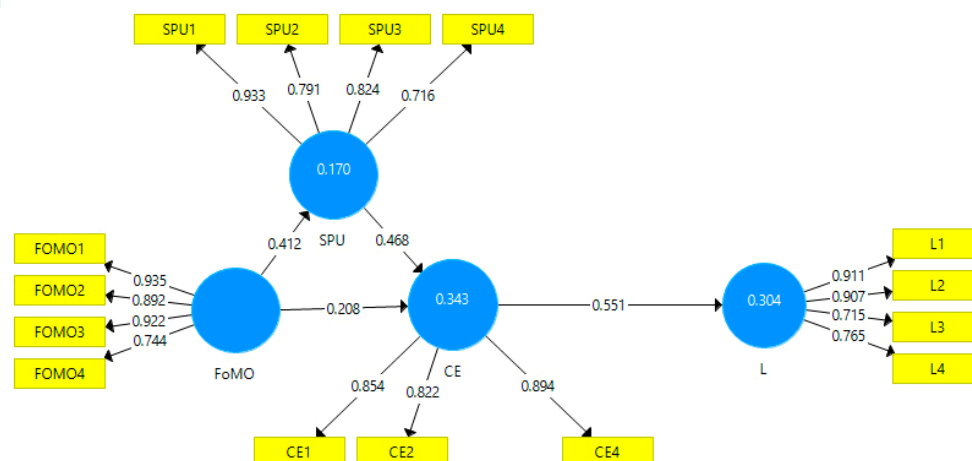 SPU1 SPU2 SPU3 SPU4
0.933 0.791 0.824 0.716
0.170
SPU
0.412 0.468
FOMO1
FOMO2
FOMO3
FOMO4
0.935
0.892
0.922
0.744
FoMO
0.208
0.343
CE
0.551
0.304
L
0.911
0.907
0.715
0.765
L1
L2
L3
L4
0.854 0.822 0.894
CE1 CE2 CE4